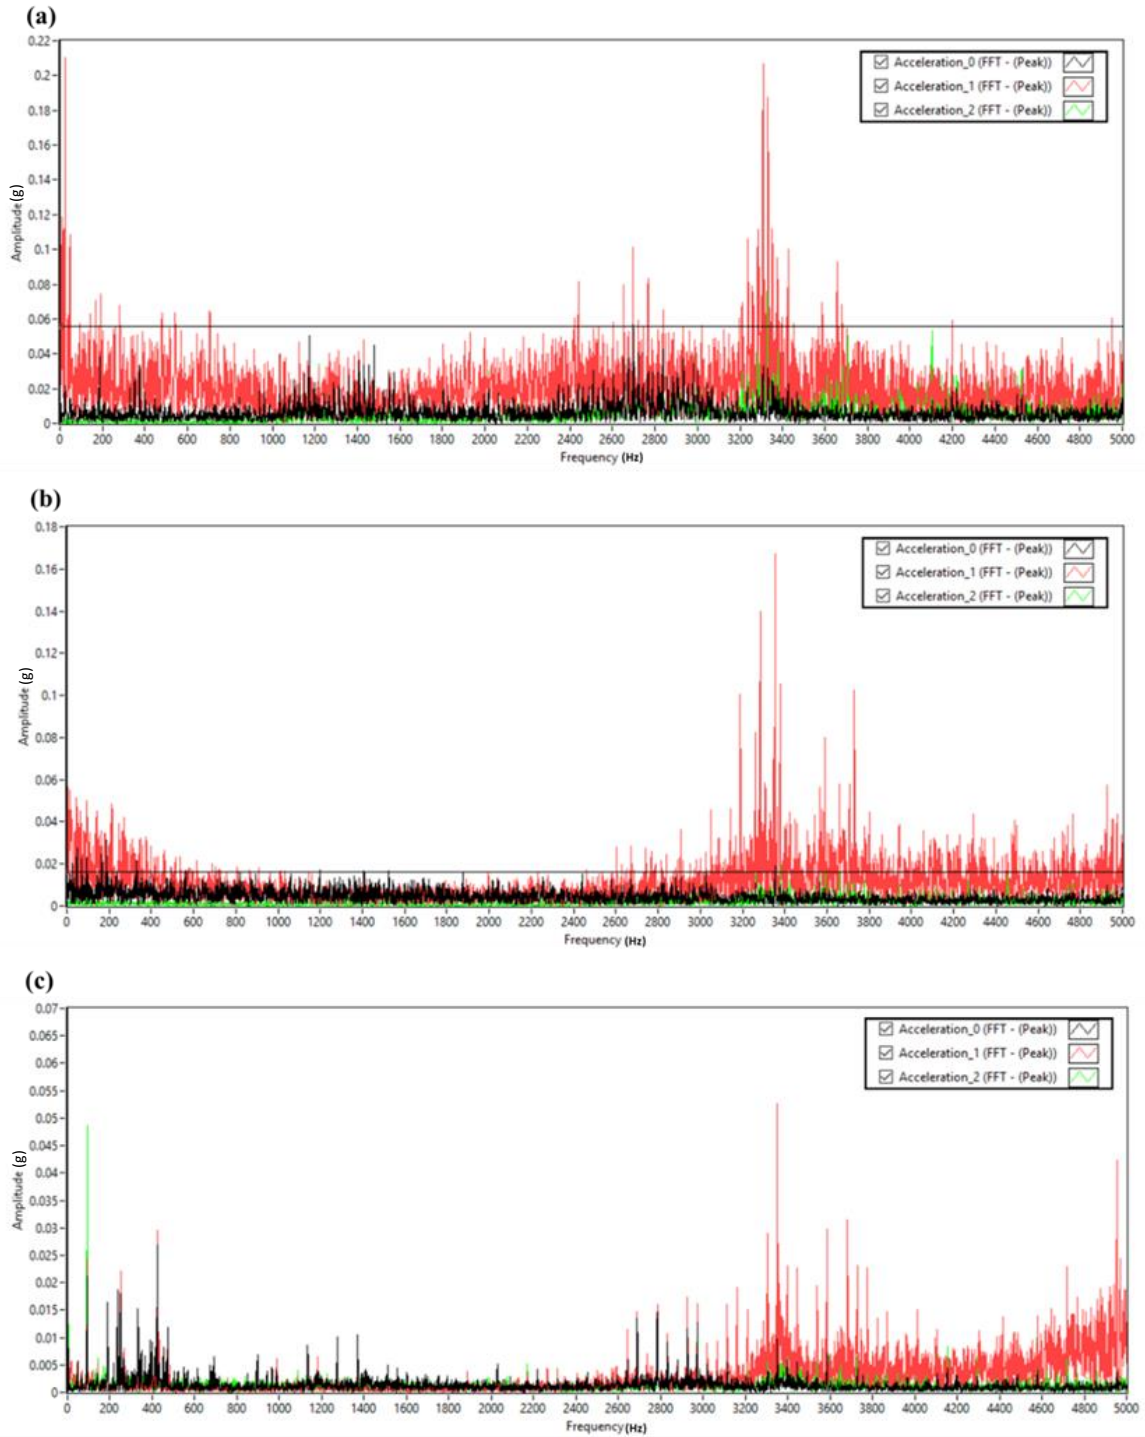 (a)
0.22
Acceleration_0 (FFT - (Peak))
0.2
Acceleration_1 (FFT - (Peak))
0.18
Acceleration_2 (FFT - (Peak))
0.16
0.14
0.12
0.1
0.08
0.06
0.04
0.02
0
Amplitude (g)
0 200 400 600 800 1000 1200 1400 1600 1800 2000 2200 2400 2600 2800 3000 3200 3400 3600 3800 4000 4200 4400 4600 4800 5000
Frequency (Hz)
(b)
0.18
Acceleration_0 (FFT - (Peak))
0.16
Acceleration_1 (FFT - (Peak))
Acceleration_2 (FFT - (Peak))
0.14
0.12
0.1
0.08
0.06
0.04
0.02
0
Amplitude (g)
0 200 400 600 800 1000 1200 1400 1600 1800 2000 2200 2400 2600 2800 3000 3200 3400 3600 3800 4000 4200 4400 4600 4800 5000
Frequency (Hz)
(c)
0.07
Acceleration_0 (FFT - (Peak))
0.065
Acceleration_1 (FFT - (Peak))
0.06
Acceleration_2 (FFT - (Peak))
0.055
0.05
0.045
0.04
0.035
0.03
0.025
0.02
0.015
0.01
0.005
0
Amplitude (g)
0 200 400 600 800 1000 1200 1400 1600 1800 2000 2200 2400 2600 2800 3000 3200 3400 3600 3800 4000 4200 4400 4600 4800 5000
Frequency (Hz)